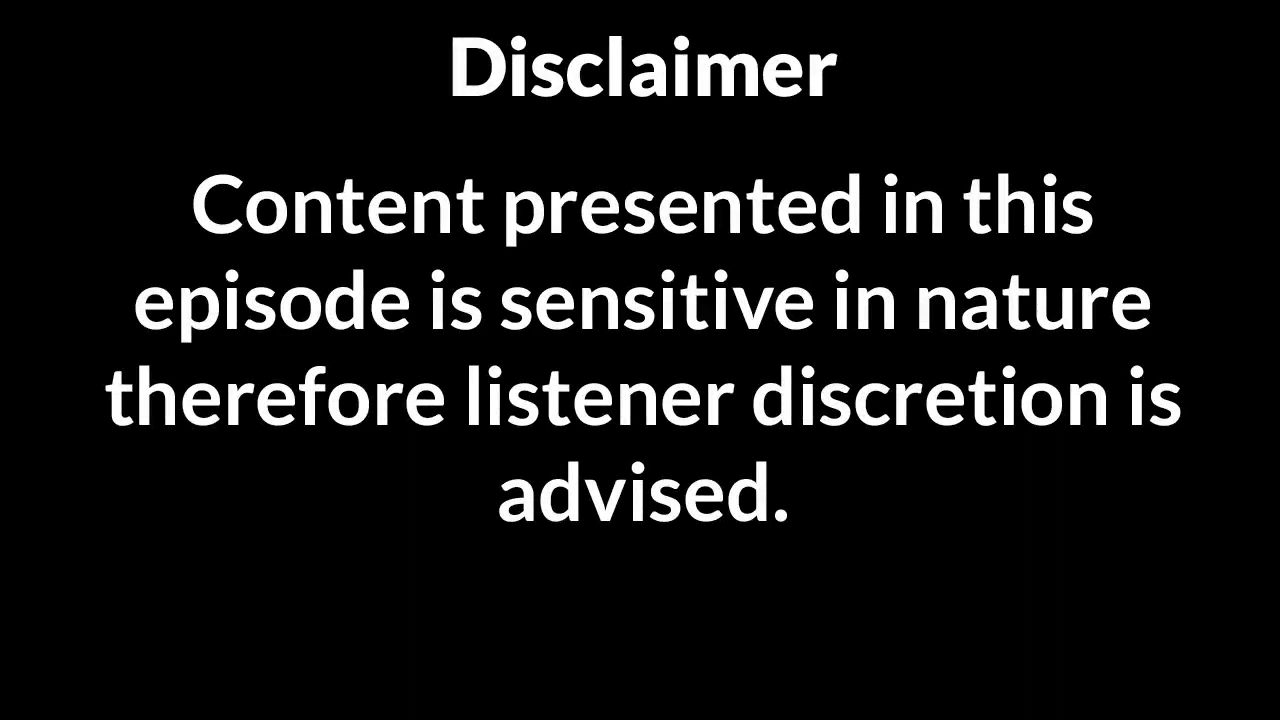 Disclaimer
Content presented in this
episode is sensitive in nature
therefore listener discretion is
advised.